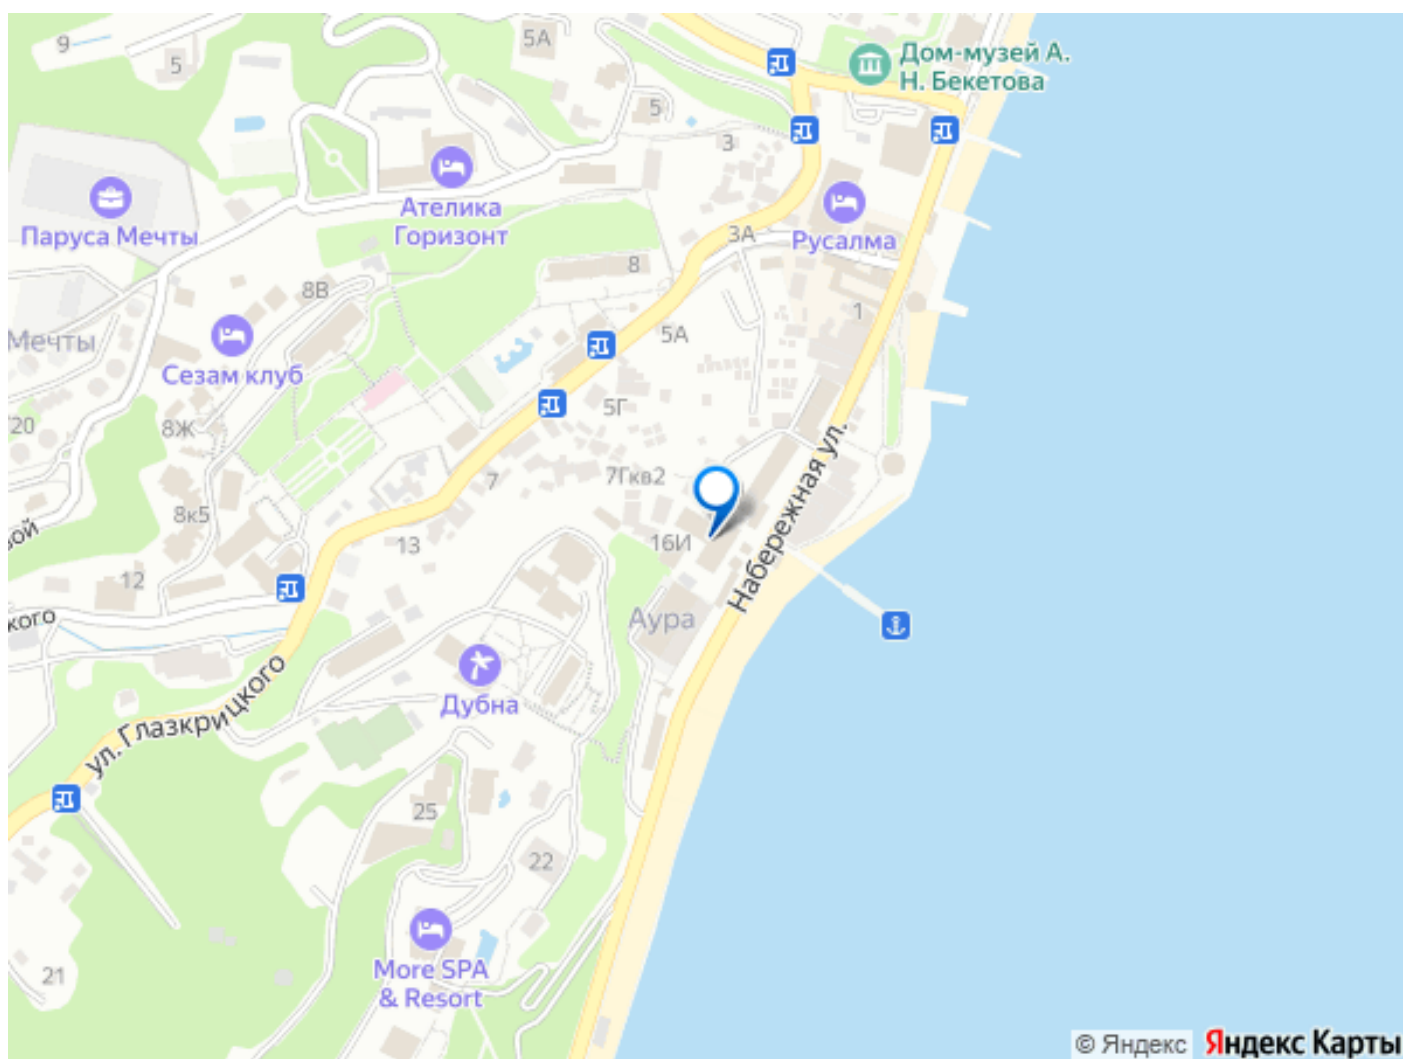 9
5
5А
Дом-музей А.
Н. Бекетова
5
3
Ателика
Горизонт
Паруса Мечты
Русалма
3А
8
8В
1
5А
Мечты
Сезам клуб
5Г
20
8Ж
7Гкв2
7
8к5
вой
13
16И
Набережная ул.
12
кого
Аура
Дубна
ул. Глазкрицкого
25
22
21
More SPA
& Resort
© Яндекс Яндекс Карты